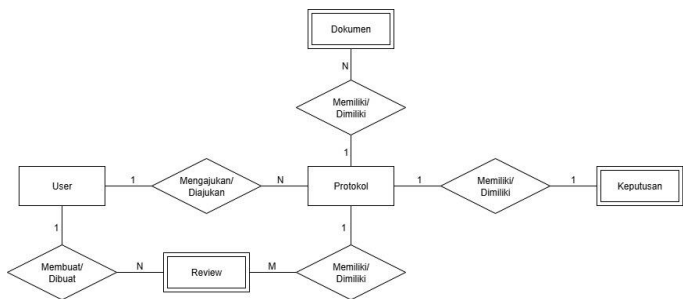 Dokumen
N
Memiliki/
Dimiliki
1
User
1
Mengajukan/
Diajukan
N
Protokol
1
Memiliki/
Dimiliki
1
Keputusan
1
1
Membuat/
Dibuat
N
Review
M
Memiliki/
Dimiliki